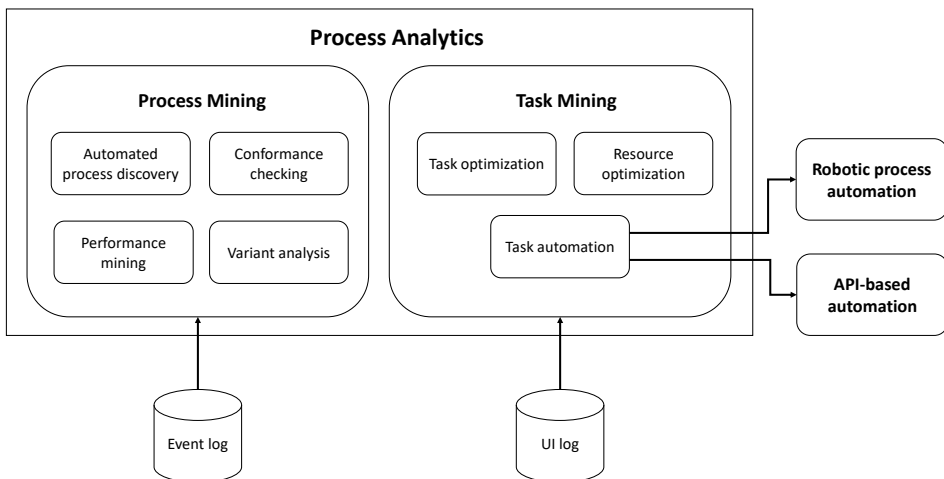 Process Analytics
Process Mining
Automated
process discovery
Conformance
checking
Performance
mining
Variant analysis
Task Mining
Task optimization
Resource
optimization
Task automation
Robotic process
automation
API-based
automation
Event log
UI log